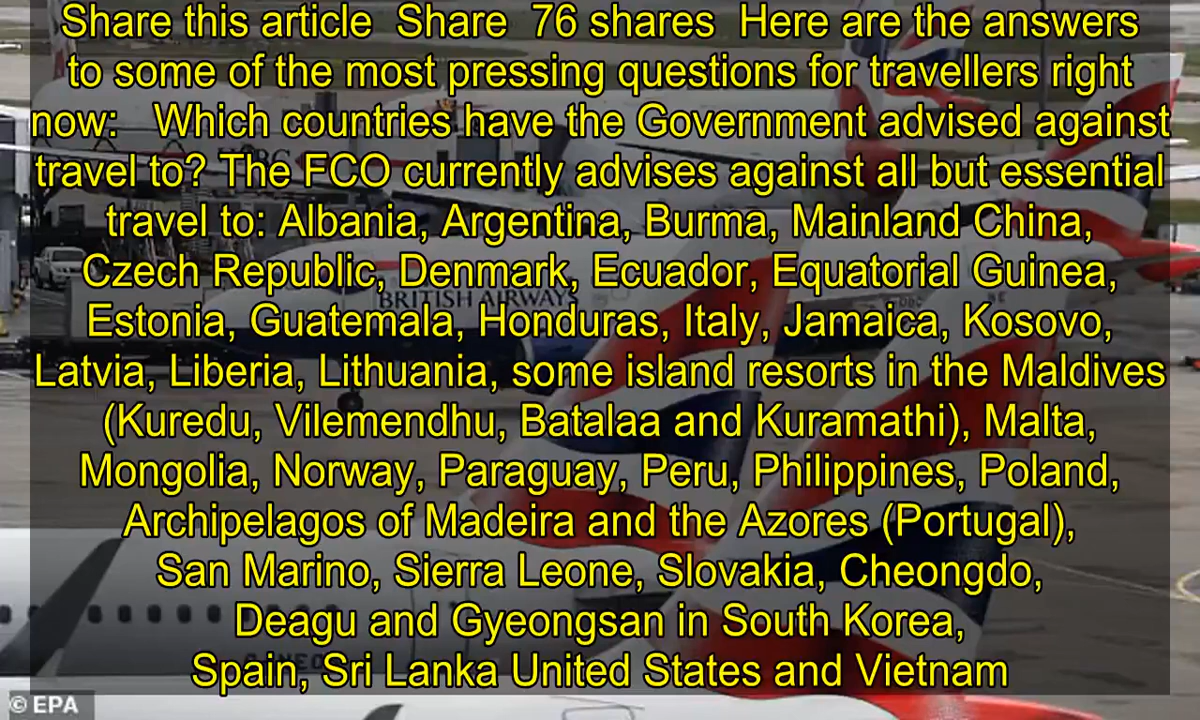 Share this article  Share  76 shares  Here are the answers
to some of the most pressing questions for travellers right
now:   Which countries have the Government advised against
travel to? The FCO currently advises against all but essential
travel to: Albania, Argentina, Burma, Mainland China,
Czech Republic, Denmark, Ecuador, Equatorial Guinea,
Estonia, Guatemala, Honduras, Italy, Jamaica, Kosovo,
Latvia, Liberia, Lithuania, some island resorts in the Maldives
(Kuredu, Vilemendhu, Batalaa and Kuramathi), Malta,
Mongolia, Norway, Paraguay, Peru, Philippines, Poland,
Archipelagos of Madeira and the Azores (Portugal),
San Marino, Sierra Leone, Slovakia, Cheongdo,
Deagu and Gyeongsan in South Korea,
Spain, Sri Lanka United States and Vietnam
BRITISH AIRWAYS
© EPA